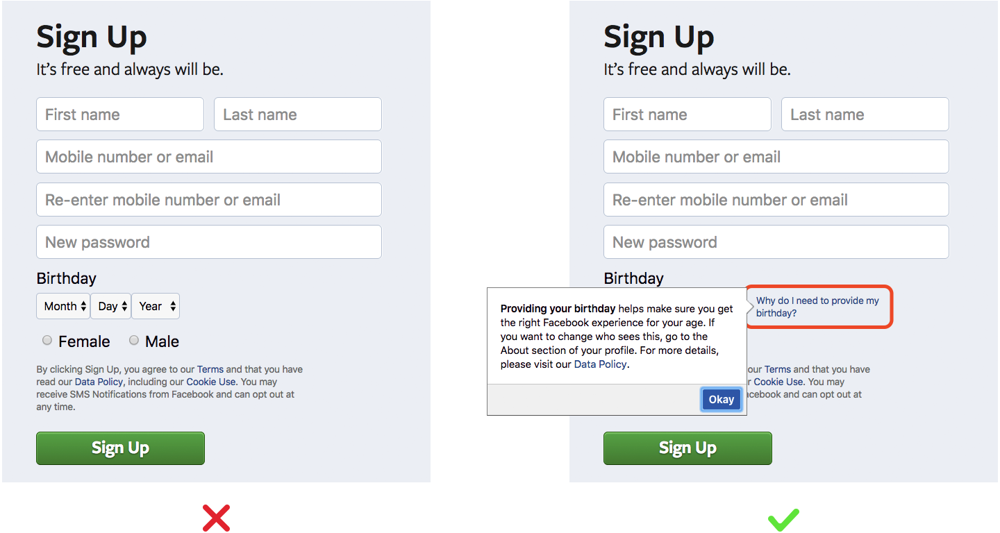 Sign Up
It's free and always will be.
First name
Last name
Mobile number or email
Re-enter mobile number or email
New password
Birthday
Month Day Year
Female Male
By clicking Sign Up, you agree to our Terms and that you have
read our Data Policy, including our Cookie Use. You may
receive SMS Notifications from Facebook and can opt out at
any time.
Sign Up
Sign Up
It's free and always will be.
First name
Last name
Mobile number or email
Re-enter mobile number or email
New password
Birthday
Providing your birthday helps make sure you get
the right Facebook experience for your age. If
you want to change who sees this, go to the
About section of your profile. For more details,
please visit our Data Policy.
Okay
Why do I need to provide my
birthday?
our Terms and that you have
r Cookie Use. You may
acebook and can opt out at
Sign Up